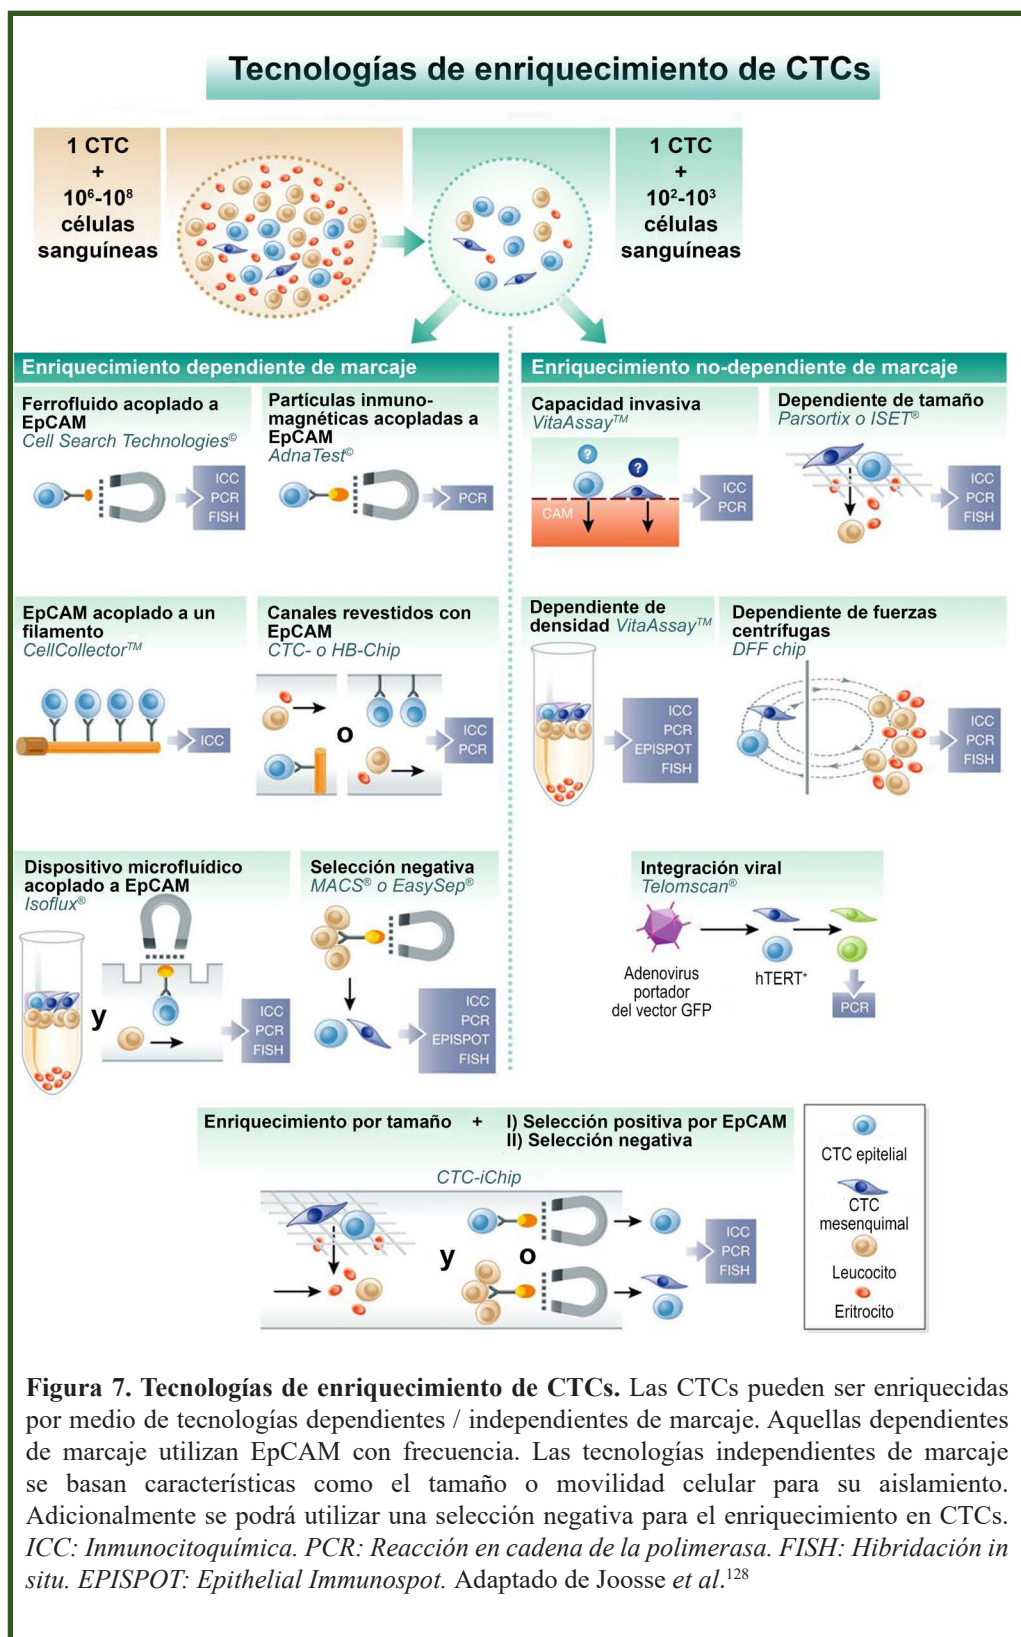 Tecnologías de enriquecimiento de CTCs
1 CTC
+
10⁶-10⁸
células
sanguíneas
1 CTC
+
10²-10³
células
sanguíneas
Enriquecimiento dependiente de marcaje
Ferrofluido acoplado a
EpCAM
Cell Search Technologies©
ICC
PCR
FISH
Partículas inmuno-
magnéticas acopladas a
EpCAM
AdnaTest©
PCR
EpCAM acoplado a un
filamento
CellCollector™
ICC
Canales revestidos con
EpCAM
CTC- o HB-Chip
o
ICC
PCR
Dispositivo microfluídico
acoplado a EpCAM
Isoflux®
y
ICC
PCR
FISH
Selección negativa
MACS® o EasySep®
ICC
PCR
EPISPOT
FISH
Enriquecimiento no-dependiente de marcaje
Capacidad invasiva
VitaAssay™
? ?
CAM
ICC
PCR
Dependiente de tamaño
Parsortix o ISET®
ICC
PCR
FISH
Dependiente de
densidad VitaAssay™
ICC
PCR
EPISPOT
FISH
Dependiente de fuerzas
centrífugas
DFF chip
ICC
PCR
FISH
Integración viral
Telomscan®
Adenovirus
portador
del vector GFP
hTERT⁺
PCR
Enriquecimiento por tamaño + I) Selección positiva por EpCAM
II) Selección negativa
CTC-iChip
y
o
ICC
PCR
FISH
CTC epitelial
CTC
mesenquimal
Leucocito
Eritrocito
Figura 7. Tecnologías de enriquecimiento de CTCs. Las CTCs pueden ser enriquecidas
por medio de tecnologías dependientes / independientes de marcaje. Aquellas dependientes
de marcaje utilizan EpCAM con frecuencia. Las tecnologías independientes de marcaje
se basan características como el tamaño o movilidad celular para su aislamiento.
Adicionalmente se podrá utilizar una selección negativa para el enriquecimiento en CTCs.
ICC: Inmunocitoquímica. PCR: Reacción en cadena de la polimerasa. FISH: Hibridación in
situ. EPISPOT: Epithelial Immunospot. Adaptado de Joosse et al.¹²⁸